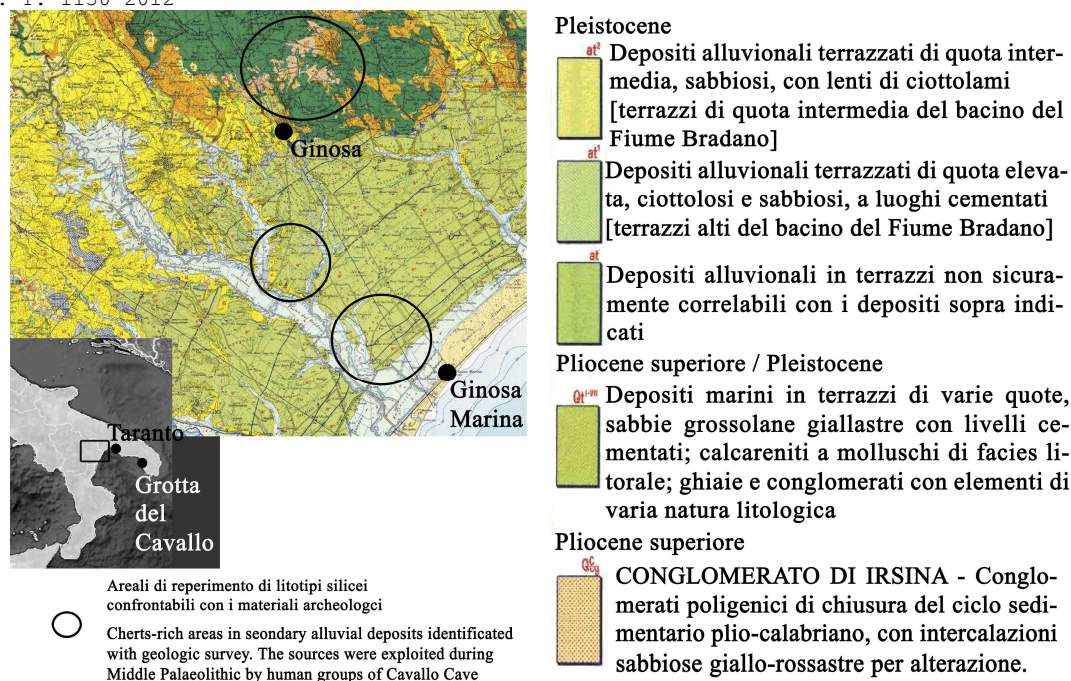 . I. 1130 2012
Ginosa
Ginosa
Marina
Taranto
Grotta
del
Cavallo
Areali di reperimento di litotipi silicei
confrontabili con i materiali archeologci
Cherts-rich areas in seondary alluvial deposits identified
with geologic survey. The sources were exploited during
Middle Palaeolithic by human groups of Cavallo Cave
Pleistocene
at²
Depositi alluvionali terrazzati di quota inter-
media, sabbiosi, con lenti di ciottolami
[terrazzi di quota intermedia del bacino del
Fiume Bradano]
at¹
Depositi alluvionali terrazzati di quota eleva-
ta, ciottolosi e sabbiosi, a luoghi cementati
[terrazzi alti del bacino del Fiume Bradano]
at
Depositi alluvionali in terrazzi non sicura-
mente correlabili con i depositi sopra indi-
cati
Pliocene superiore / Pleistocene
Qt
Depositi marini in terrazzi di varie quote,
sabbie grossolane giallastre con livelli ce-
mentati; calcareniti a molluschi di facies li-
torale; ghiaie e conglomerati con elementi di
varia natura litologica
Pliocene superiore
CONGLOMERATO DI IRSINA - Conglo-
merati poligenici di chiusura del ciclo sedi-
mentario plio-calabriano, con intercalazioni
sabbiose giallo-rossastre per alterazione.